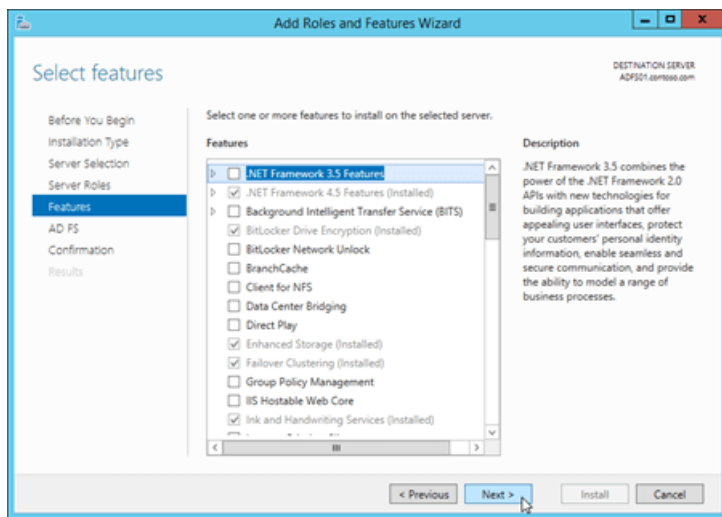 Add Roles and Features Wizard
Select features
DESTINATION SERVER
ADFS01.contoso.com
Before You Begin
Installation Type
Server Selection
Server Roles
Features
AD FS
Confirmation
Results
Select one or more features to install on the selected server.
Features
.NET Framework 3.5 Features
.NET Framework 4.5 Features (Installed)
Background Intelligent Transfer Service (BITS)
BitLocker Drive Encryption (Installed)
BitLocker Network Unlock
BranchCache
Client for NFS
Data Center Bridging
Direct Play
Enhanced Storage (Installed)
Failover Clustering (Installed)
Group Policy Management
IIS Hostable Web Core
Ink and Handwriting Services (Installed)
Description
.NET Framework 3.5 combines the
power of the .NET Framework 2.0
APIs with new technologies for
building applications that offer
appealing user interfaces, protect
your customers' personal identity
information, enable seamless and
secure communication, and provide
the ability to model a range of
business processes.
< Previous
Next >
Install
Cancel